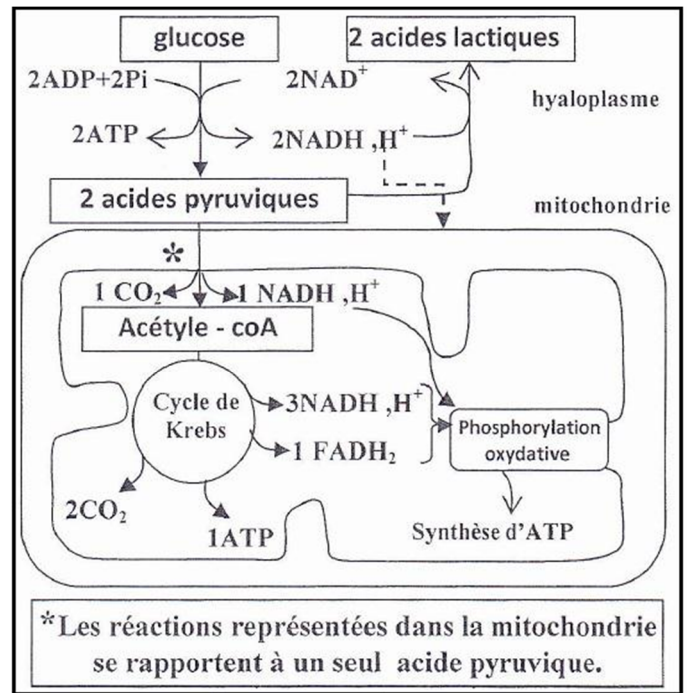 glucose
2 acides lactiques
2ADP+2Pi
2NAD⁺
hyaloplasme
2ATP
2NADH ,H⁺
2 acides pyruviques
mitochondrie
*
1 CO₂
1 NADH ,H⁺
Acétyle - coA
Cycle de
Krebs
3NADH ,H⁺
1 FADH₂
Phosphorylation
oxydative
2CO₂
1ATP
Synthèse d'ATP
*Les réactions représentées dans la mitochondrie
se rapportent à un seul acide pyruvique.